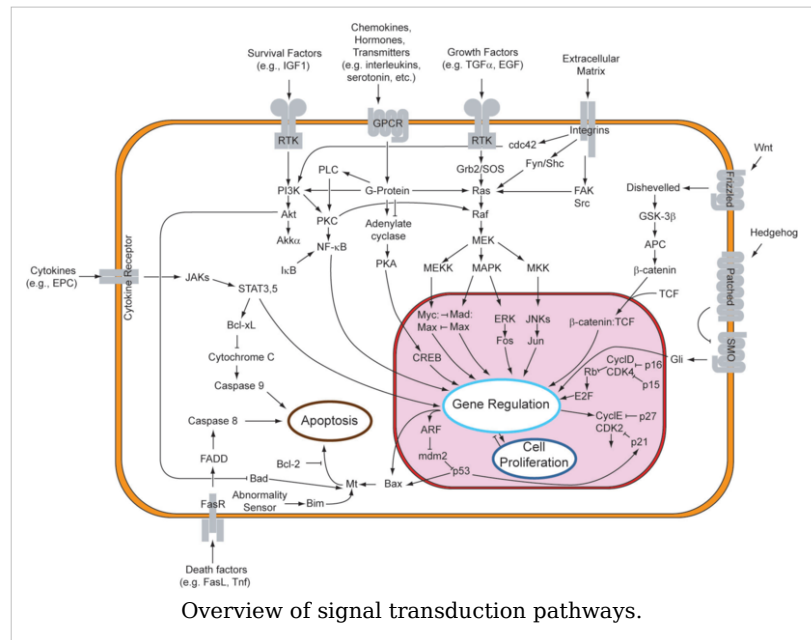 Chemokines,
Hormones,
Transmitters
(e.g. interleukins,
serotonin, etc.)
Survival Factors
(e.g., IGF1)
Growth Factors
(e.g. TGFα, EGF)
Extracellular
Matrix
RTK
GPCR
RTK
Integrins
cdc42
Wnt
PLC
Grb2/SOS
Fyn/Shc
Frizzled
Dishevelled
PI3K
G-Protein
Ras
FAK
Src
GSK-3β
Akt
PKC
Adenylate
cyclase
Raf
APC
Hedgehog
Akkα
NF-κB
MEK
β-catenin
Patched
IκB
PKA
MEKK
MAPK
MKK
TCF
Cytokines
(e.g., EPC)
Cytokine Receptor
JAKs
STAT3,5
Myc:
Max
Mad:
Max
ERK
Fos
JNKs
Jun
β-catenin:TCF
SMO
Bcl-xL
Cytochrome C
Caspase 9
CREB
Gli
CycID
CDK4
p16
p15
Rb
E2F
Gene Regulation
Caspase 8
Apoptosis
CycIE
CDK2
p27
p21
ARF
mdm2
p53
Cell
Proliferation
FADD
Bcl-2
Bad
Mt
Bax
FasR
Abnormality
Sensor
Bim
Death factors
(e.g. FasL, Tnf)
Overview of signal transduction pathways.